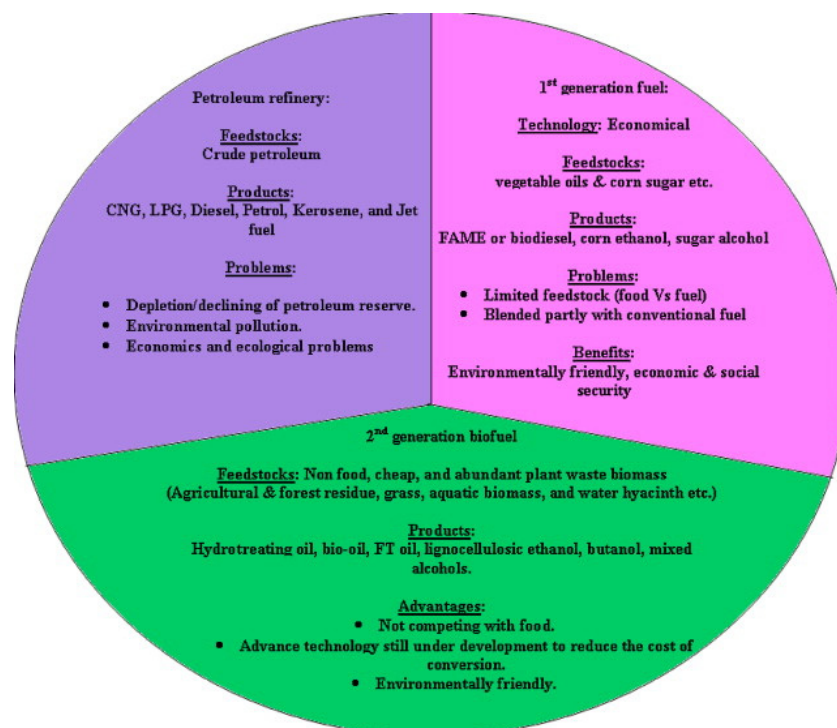 Petroleum refinery:
Feedstocks:
Crude petroleum
Products:
CNG, LPG, Diesel, Petrol, Kerosene, and Jet
fuel
Problems:
• Depletion/declining of petroleum reserve.
• Environmental pollution.
• Economics and ecological problems
1st generation fuel:
Technology: Economical
Feedstocks:
vegetable oils & corn sugar etc.
Products:
FAME or biodiesel, corn ethanol, sugar alcohol
Problems:
• Limited feedstock (food Vs fuel)
• Blended partly with conventional fuel
Benefits:
Environmentally friendly, economic & social
security
2nd generation biofuel
Feedstocks: Non food, cheap, and abundant plant waste biomass
(Agricultural & forest residue, grass, aquatic biomass, and water hyacinth etc.)
Products:
Hydrotreating oil, bio-oil, FT oil, lignocellulosic ethanol, butanol, mixed
alcohols.
Advantages:
• Not competing with food.
• Advance technology still under development to reduce the cost of
conversion.
• Environmentally friendly.